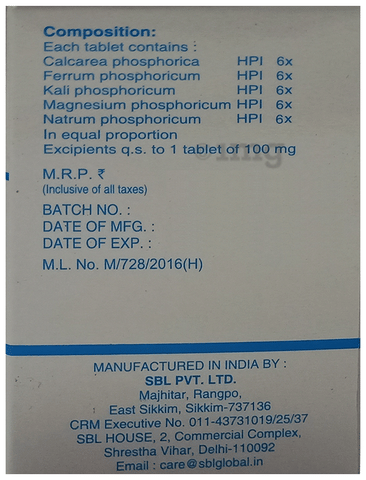 Composition:
Each tablet contains :
Calcarea phosphorica HPI 6x
Ferrum phosphoricum HPI 6x
Kali phosphoricum HPI 6x
Magnesium phosphoricum HPI 6x
Natrum phosphoricum HPI 6x
In equal proportion
Excipients q.s. to 1 tablet of 100 mg
1mg
M.R.P. ₹
(Inclusive of all taxes)
BATCH NO. :
DATE OF MFG. :
DATE OF EXP. :
M.L. No. M/728/2016(H)
MANUFACTURED IN INDIA BY :
SBL PVT. LTD.
Majhitar, Rangpo,
East Sikkim, Sikkim-737136
CRM Executive No. 011-43731019/25/37
SBL HOUSE, 2, Commercial Complex,
Shrestha Vihar, Delhi-110092
Email : care@sblglobal.in